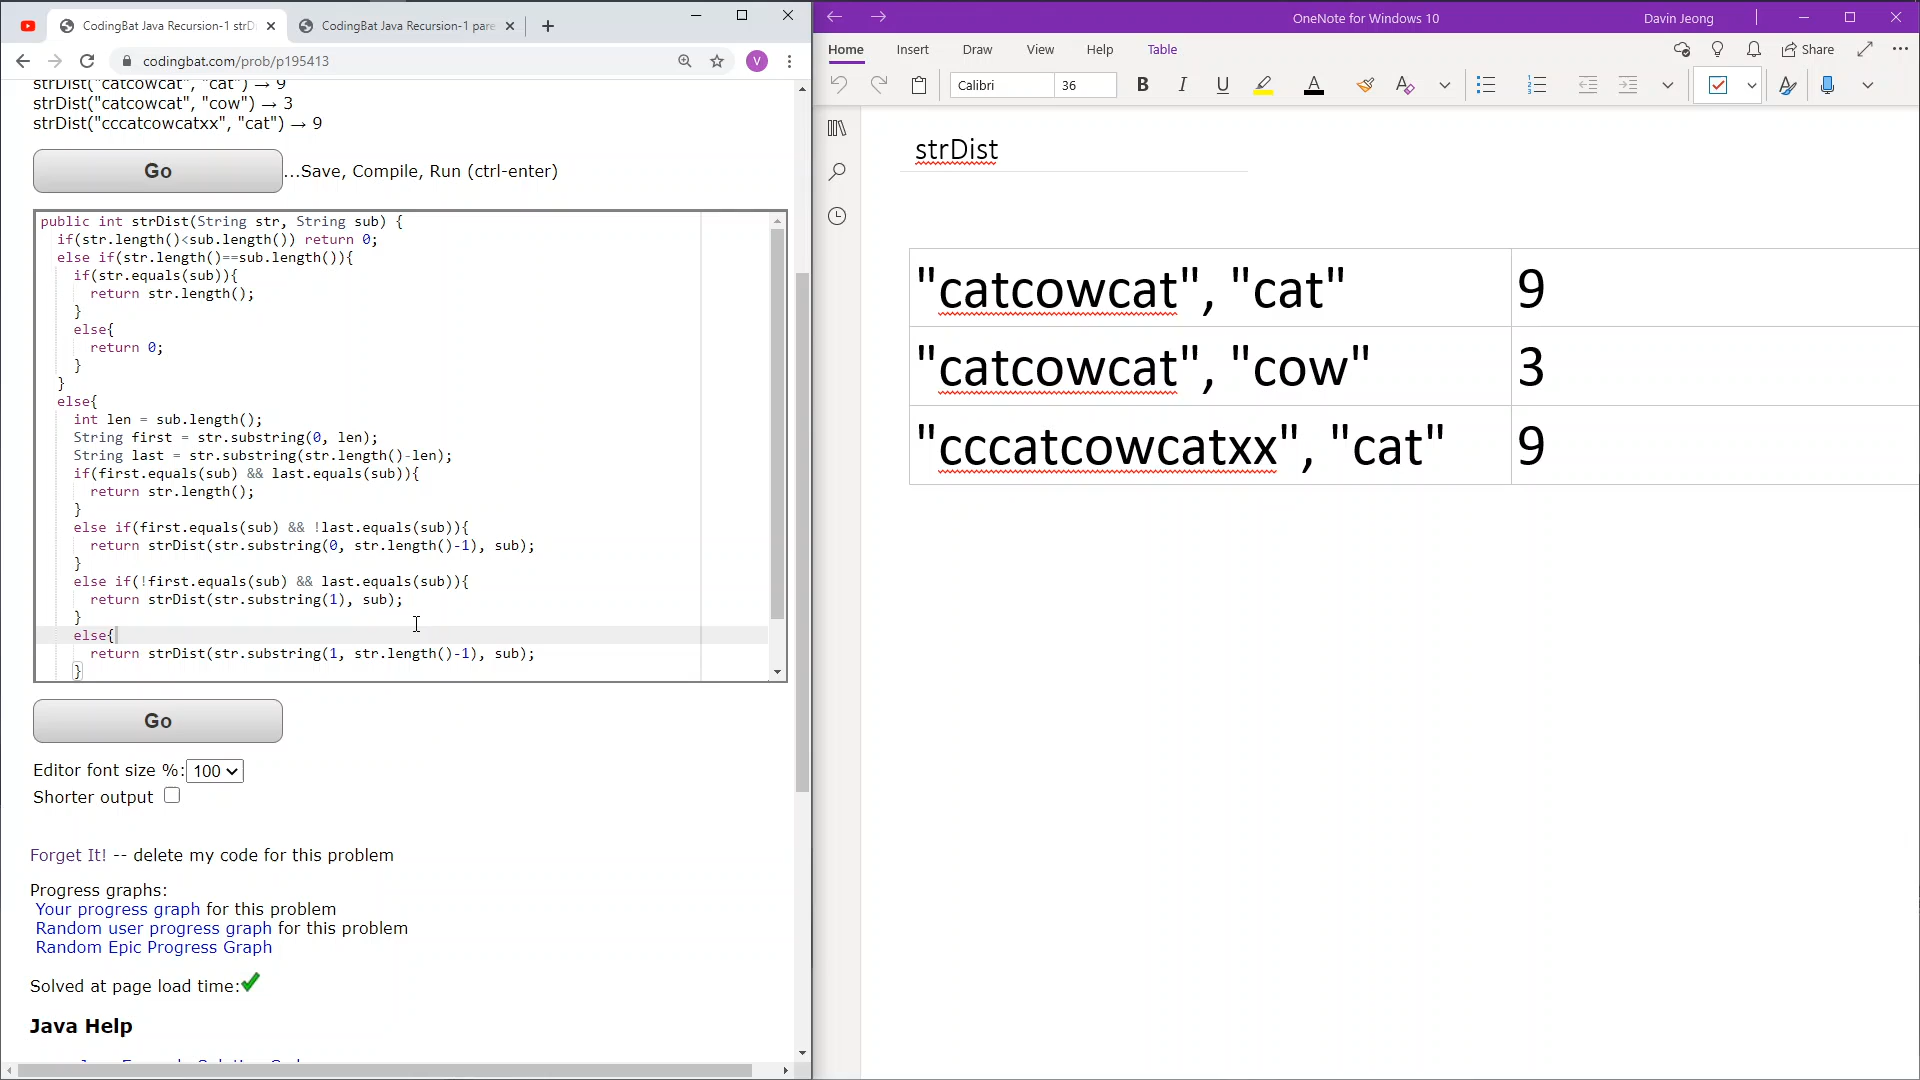 CodingBat Java Recursion-1 strDi
CodingBat Java Recursion-1 pare
codingbat.com/prob/p195413
V
strDist("catcowcat", "cat") → 9
strDist("catcowcat", "cow") → 3
strDist("cccatcowcatxx", "cat") → 9
Go
...Save, Compile, Run (ctrl-enter)
public int strDist(String str, String sub) {
if(str.length()<sub.length()) return 0;
else if(str.length()==sub.length()){
if(str.equals(sub)){
return str.length();
}
else{
return 0;
}
}
else{
int len = sub.length();
String first = str.substring(0, len);
String last = str.substring(str.length()-len);
if(first.equals(sub) && last.equals(sub)){
return str.length();
}
else if(first.equals(sub) && !last.equals(sub)){
return strDist(str.substring(0, str.length()-1), sub);
}
else if(!first.equals(sub) && last.equals(sub)){
return strDist(str.substring(1), sub);
}
else{
return strDist(str.substring(1, str.length()-1), sub);
}
Go
Editor font size %: 100
Shorter output
Forget It! -- delete my code for this problem
Progress graphs:
Your progress graph for this problem
Random user progress graph for this problem
Random Epic Progress Graph
Solved at page load time:
Java Help
OneNote for Windows 10
Davin Jeong
Home Insert Draw View Help Table
Share
Calibri 36
B I U
strDist
"catcowcat", "cat" 9
"catcowcat", "cow" 3
"cccatcowcatxx", "cat" 9